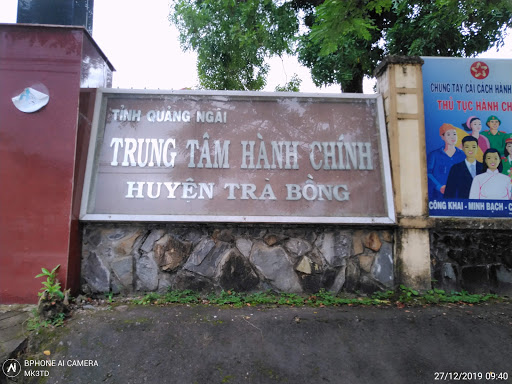 TỈNH QUẢNG NGÃI
TRUNG TÂM HÀNH CHÍNH
HUYỆN TRÀ BỒNG
CHUNG TAY CẢI CÁCH HÀNH
THỦ TỤC HÀNH CH
CÔNG KHAI - MINH BẠCH - C
BPHONE AI CAMERA
MK3TD
27/12/2019 09:40